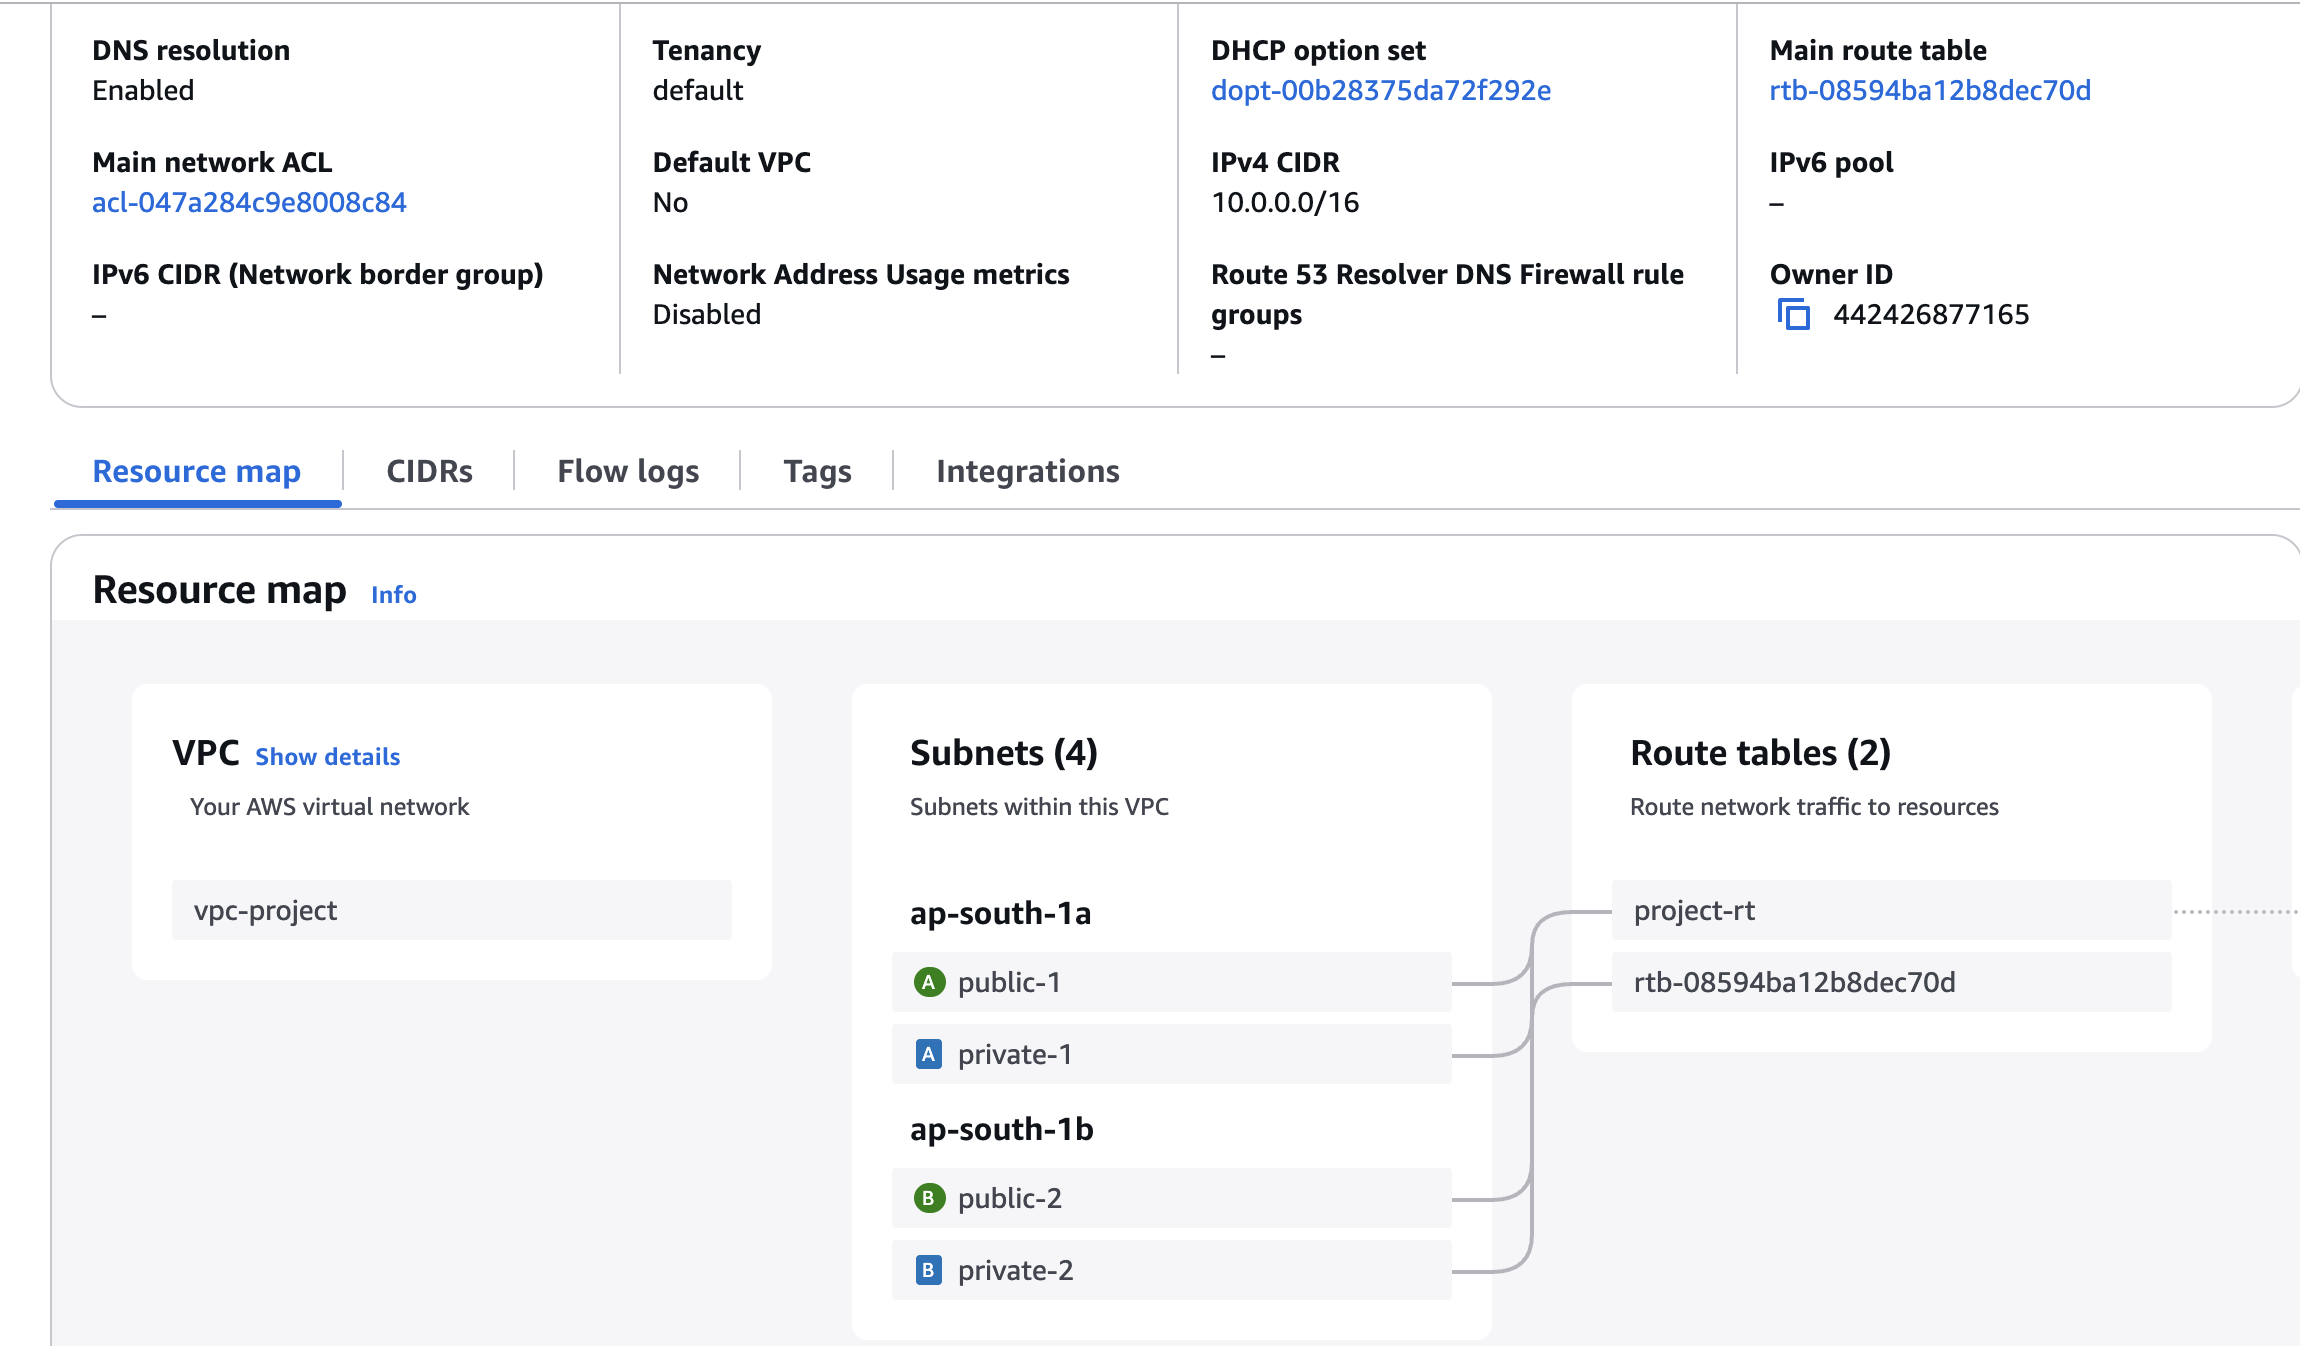 DNS resolution
Enabled
Tenancy
default
DHCP option set
dopt-00b28375da72f292e
Main route table
rtb-08594ba12b8dec70d
Main network ACL
acl-047a284c9e8008c84
Default VPC
No
IPv4 CIDR
10.0.0.0/16
IPv6 pool
–
IPv6 CIDR (Network border group)
–
Network Address Usage metrics
Disabled
Route 53 Resolver DNS Firewall rule
groups
–
Owner ID
442426877165
Resource map
CIDRs
Flow logs
Tags
Integrations
Resource map Info
VPC Show details
Your AWS virtual network
vpc-project
Subnets (4)
Subnets within this VPC
ap-south-1a
A public-1
A private-1
ap-south-1b
B public-2
B private-2
Route tables (2)
Route network traffic to resources
project-rt
rtb-08594ba12b8dec70d